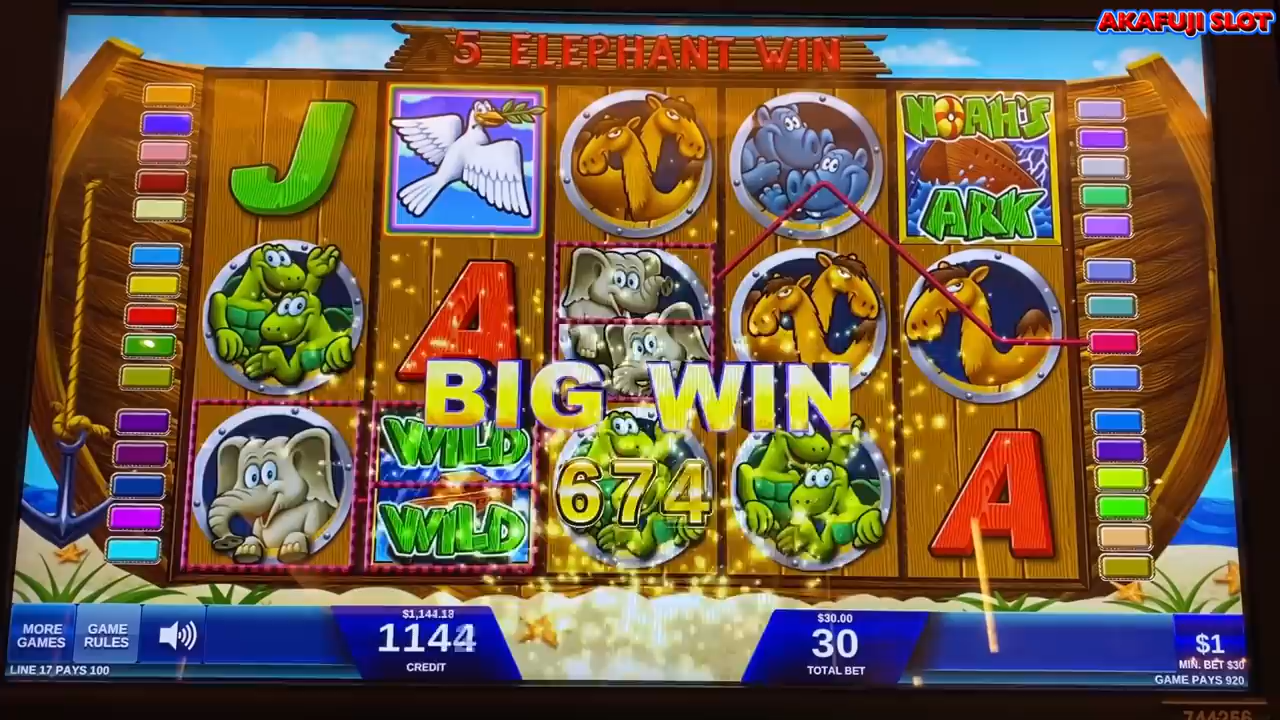 AKAFUJI SLOT
5 ELEPHANT WIN
J
NOAH'S
ARK
A
BIG WIN
WILD
WILD
674
A
MORE
GAMES
GAME
RULES
$1,144.18
1144
CREDIT
$30.00
30
TOTAL BET
$1
MIN. BET $30
LINE 17 PAYS 100
GAME PAYS 920